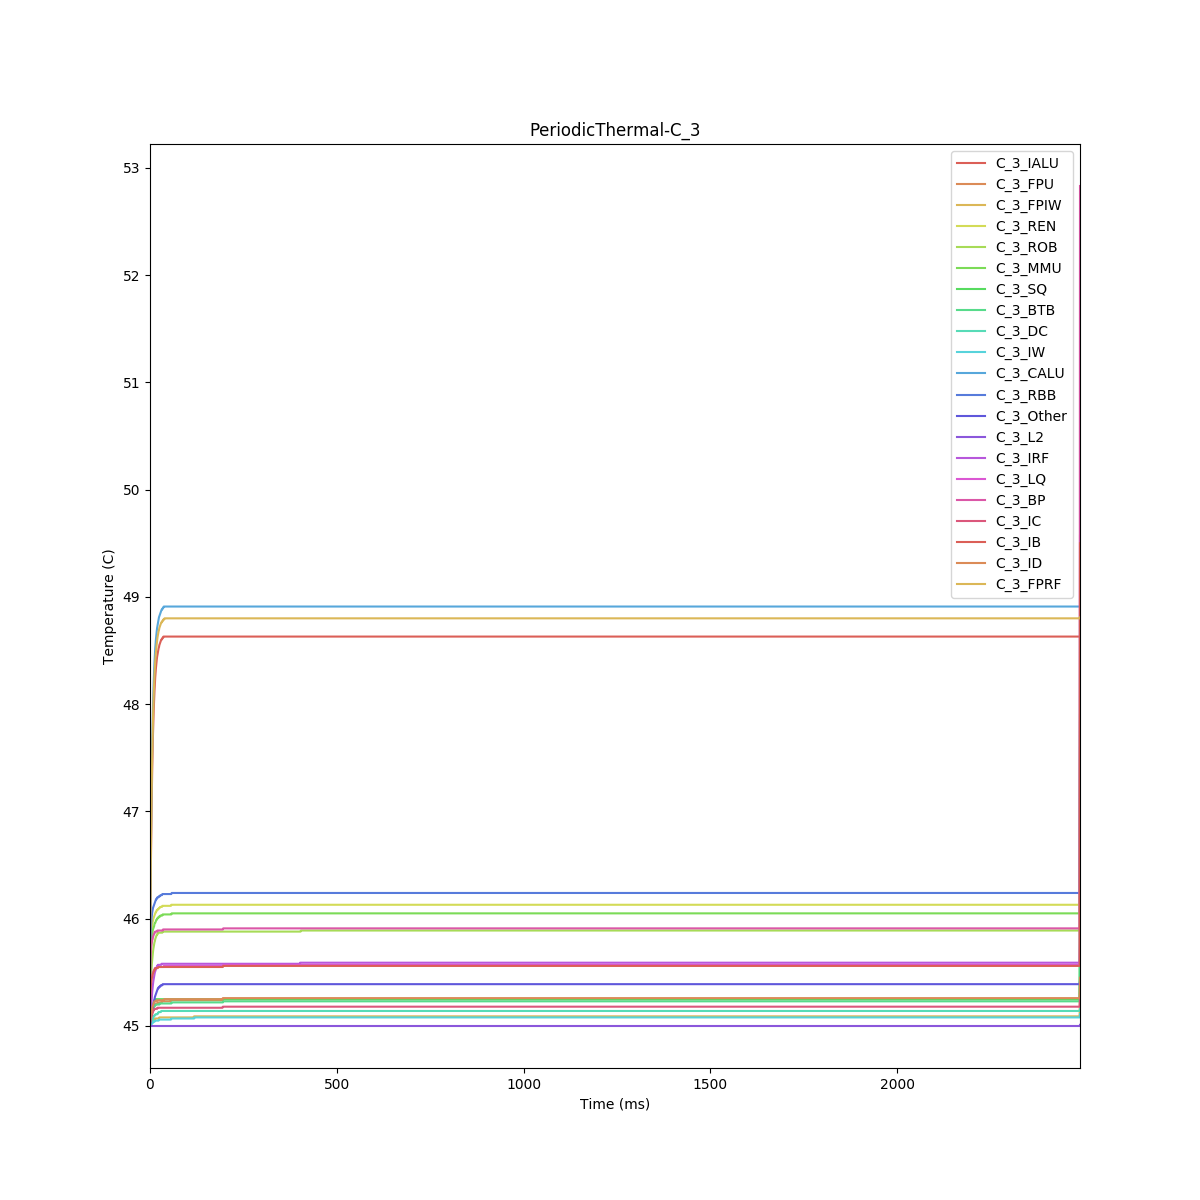 PeriodicThermal-C_3
53
52
51
50
49
48
47
46
45
Temperature (C)
0
500
1000
1500
2000
Time (ms)
C_3_IALU
C_3_FPU
C_3_FPIW
C_3_REN
C_3_ROB
C_3_MMU
C_3_SQ
C_3_BTB
C_3_DC
C_3_IW
C_3_CALU
C_3_RBB
C_3_Other
C_3_L2
C_3_IRF
C_3_LQ
C_3_BP
C_3_IC
C_3_IB
C_3_ID
C_3_FPRF